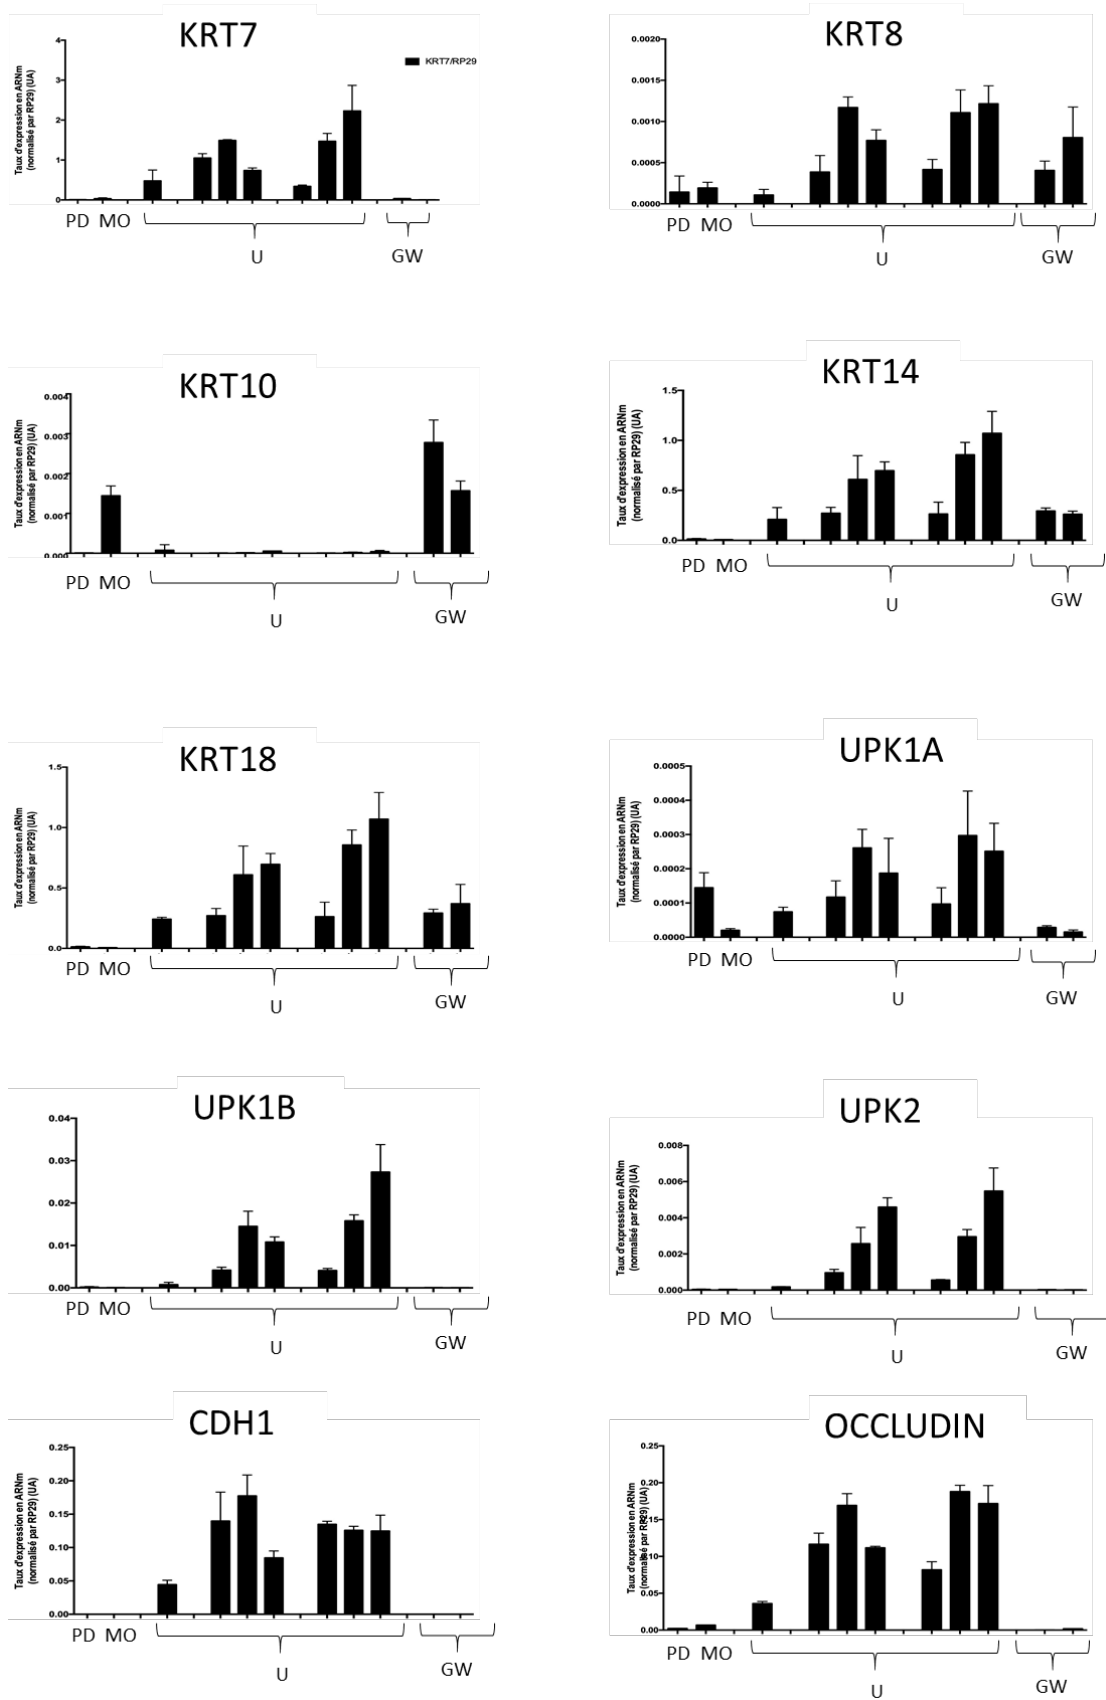 KRT7
Taux d'expression en ARNm
(normalisé par RP29) (UA)
4
3
2
1
0
KRT7/RP29
PD MO
U
GW
KRT8
0.0020
0.0015
0.0010
0.0005
0.0000
PD MO
U
GW
KRT10
Taux d'expression en ARNm
(normalisé par RP29) (UA)
0.004
0.003
0.002
0.001
0.000
PD MO
U
GW
KRT14
Taux d'expression en ARNm
(normalisé par RP29) (UA)
1.5
1.0
0.5
0.0
PD MO
U
GW
KRT18
Taux d'expression en ARNm
(normalisé par RP29) (UA)
1.5
1.0
0.5
0.0
PD MO
U
GW
UPK1A
Taux d'expression en ARNm
(normalisé par RP29) (UA)
0.0005
0.0004
0.0003
0.0002
0.0001
0.0000
PD MO
U
GW
UPK1B
Taux d'expression en ARNm
(normalisé par RP29) (UA)
0.04
0.03
0.02
0.01
0.00
PD MO
U
GW
UPK2
Taux d'expression en ARNm
(normalisé par RP29) (UA)
0.008
0.006
0.004
0.002
0.000
PD MO
U
GW
CDH1
Taux d'expression en ARNm
(normalisé par RP29) (UA)
0.25
0.20
0.15
0.10
0.05
0.00
PD MO
U
GW
OCCLUDIN
Taux d'expression en ARNm
(normalisé par RP29) (UA)
0.25
0.20
0.15
0.10
0.05
0.00
PD MO
U
GW